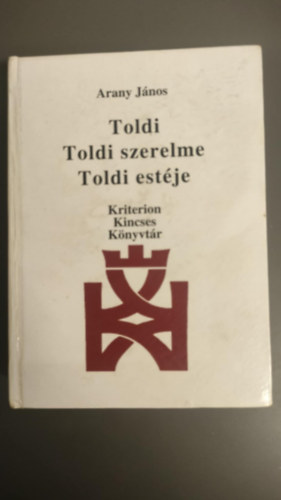 Arany János
Toldi
Toldi szerelme
Toldi estéje
Kriterion
Kincses
Könyvtár